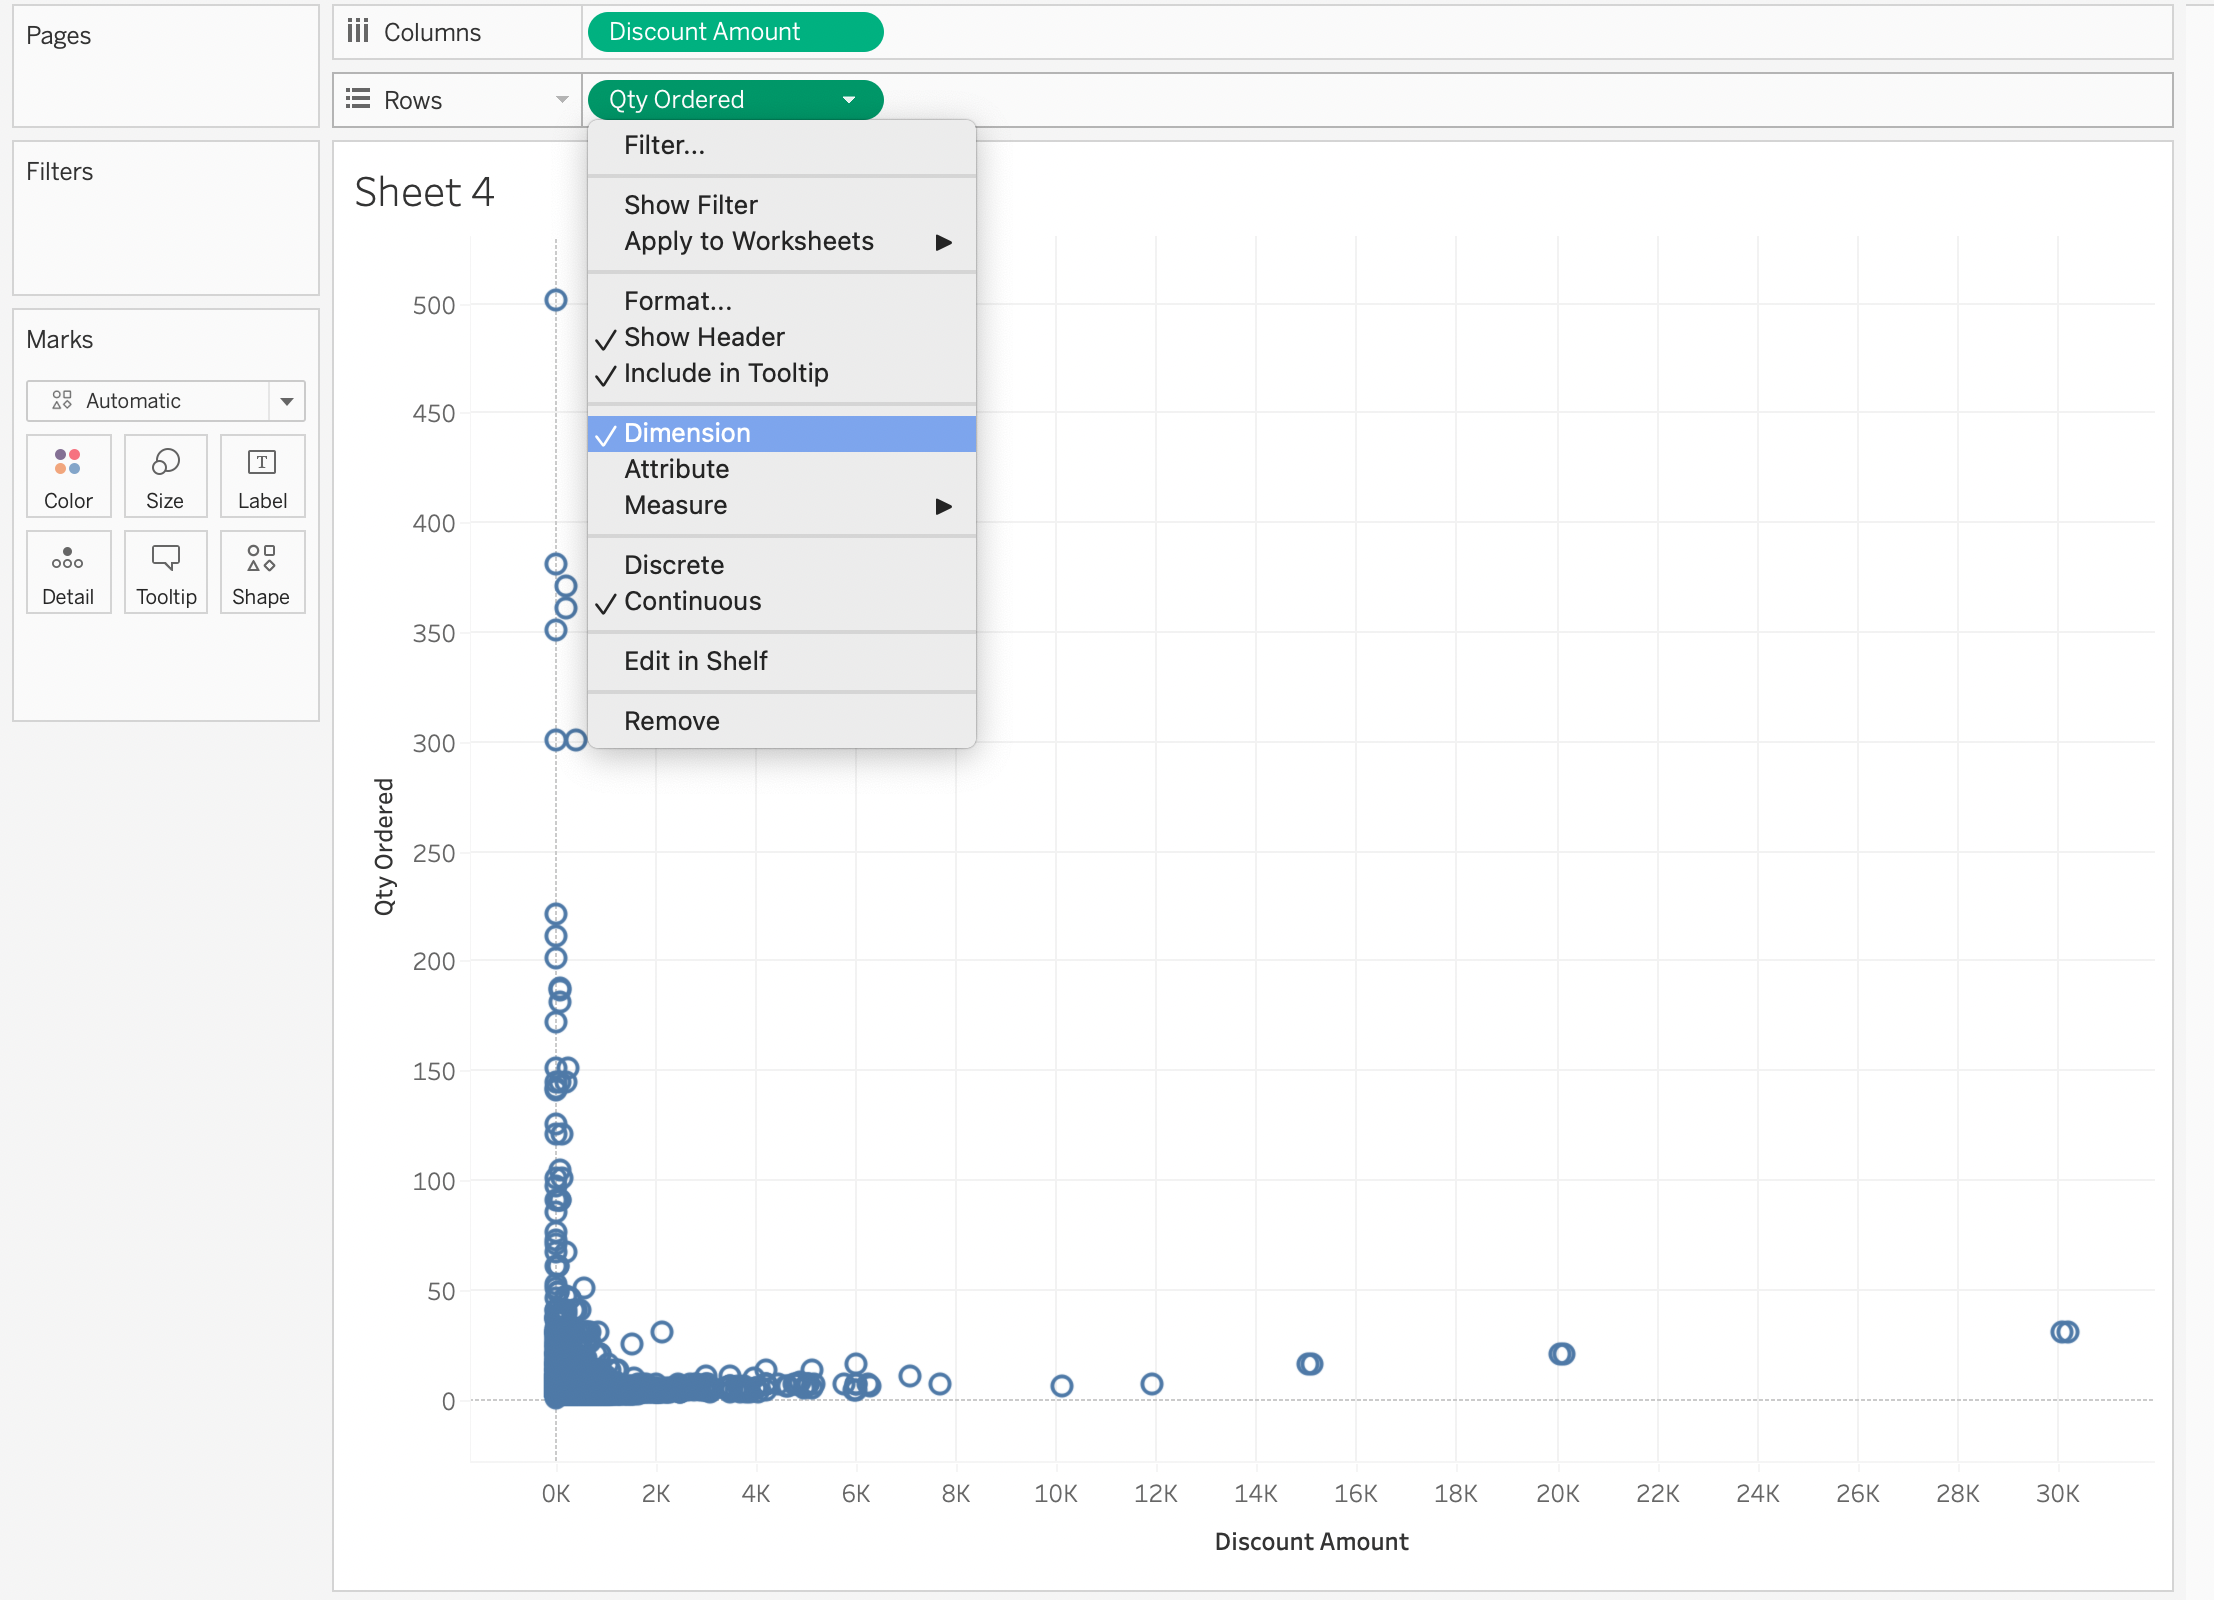 Pages
Columns
Discount Amount
Rows
Qty Ordered
Filters
Marks
Automatic
Color
Size
T
Label
Detail
Tooltip
Shape
Filter...
Show Filter
Apply to Worksheets
Format...
Show Header
Include in Tooltip
Dimension
Attribute
Measure
Discrete
Continuous
Edit in Shelf
Remove
Sheet 4
Qty Ordered
500
450
400
350
300
250
200
150
100
50
0
0K 2K 4K 6K 8K 10K 12K 14K 16K 18K 20K 22K 24K 26K 28K 30K
Discount Amount